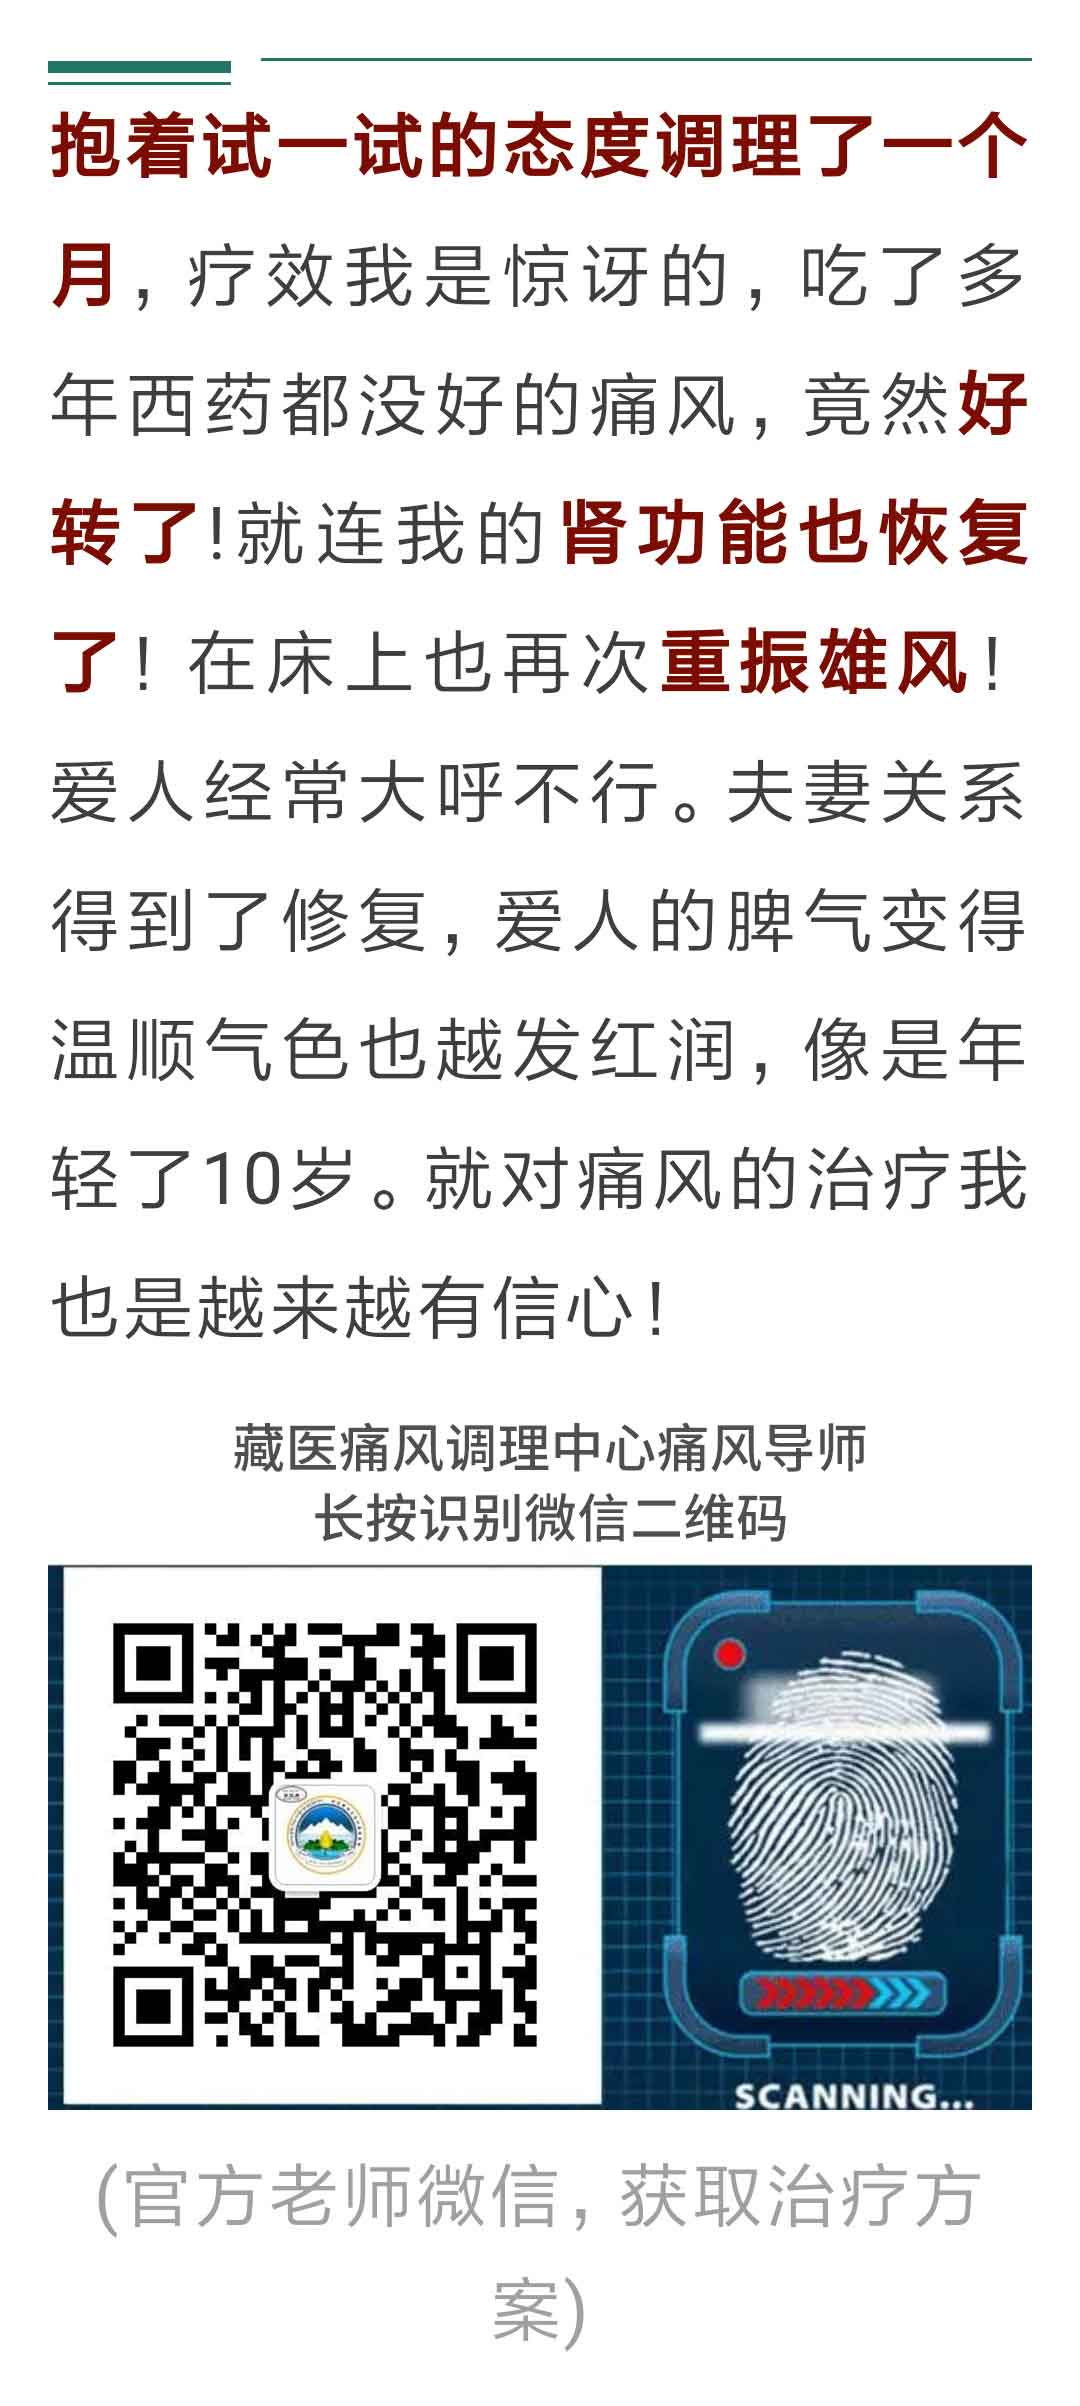 抱着试一试的态度调理了一个
月，疗效我是惊讶的，吃了多
年西药都没好的痛风，竟然好
转了!就连我的肾功能也恢复
了！在床上也再次重振雄风！
爱人经常大呼不行。夫妻关系
得到了修复，爱人的脾气变得
温顺气色也越发红润，像是年
轻了10岁。就对痛风的治疗我
也是越来越有信心！
藏医痛风调理中心痛风导师
长按识别微信二维码
SCANNING...
(官方老师微信，获取治疗方
案)